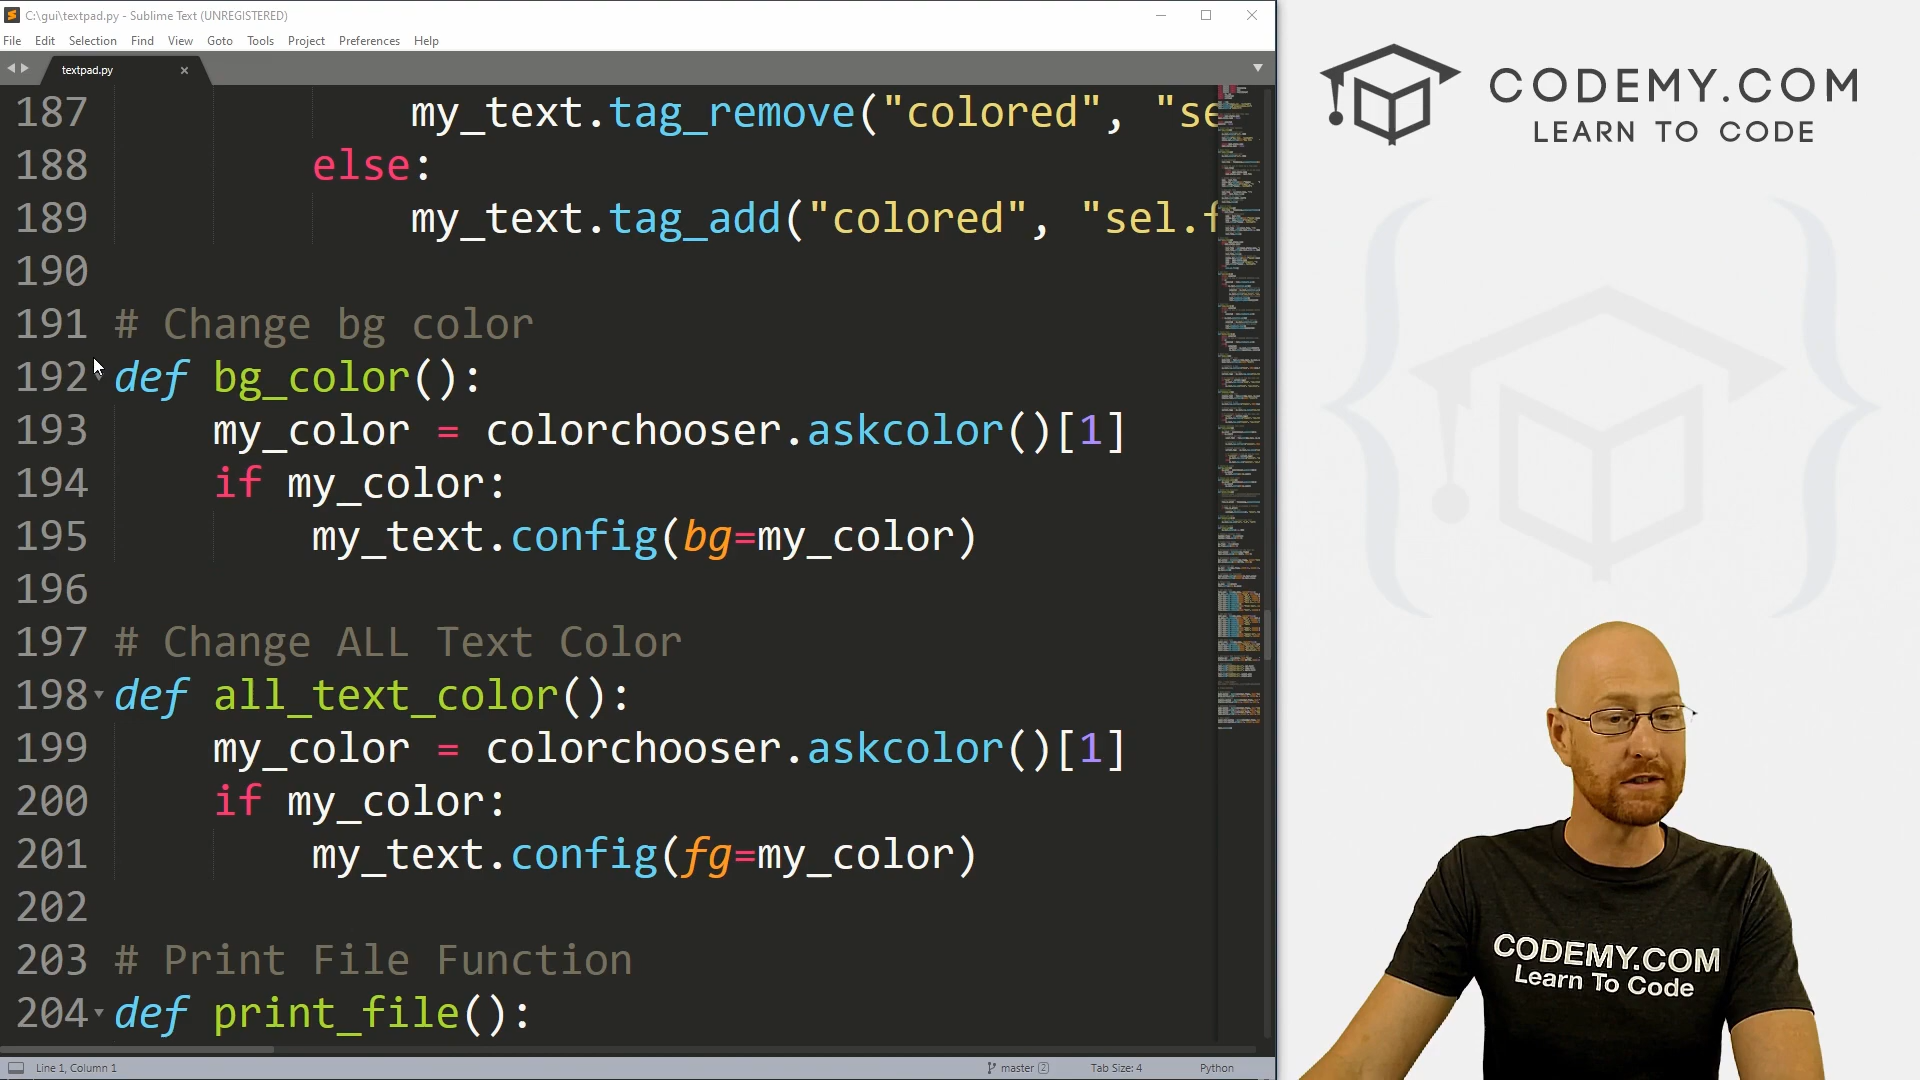 C:\gui\textpad.py - Sublime Text (UNREGISTERED)
File Edit Selection Find View Goto Tools Project Preferences Help
textpad.py
187 my_text.tag_remove("colored", "se
188 else:
189 my_text.tag_add("colored", "sel.f
190
191 # Change bg color
192 def bg_color():
193 my_color = colorchooser.askcolor()[1]
194 if my_color:
195 my_text.config(bg=my_color)
196
197 # Change ALL Text Color
198 def all_text_color():
199 my_color = colorchooser.askcolor()[1]
200 if my_color:
201 my_text.config(fg=my_color)
202
203 # Print File Function
204 def print_file():
Line 1, Column 1
master 2
Tab Size: 4
Python
CODEMY.COM
LEARN TO CODE
CODEMY.COM
Learn To Code